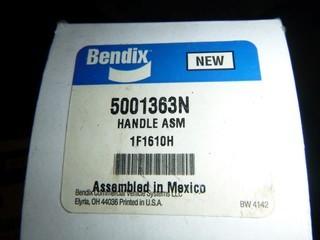 Bendix
NEW
5001363N
HANDLE ASM
1F1610H
Assembled in Mexico
Bendix Commercial Vehicle Systems LLC
Elyria, OH 44036 Printed in U.S.A.
BW 4142